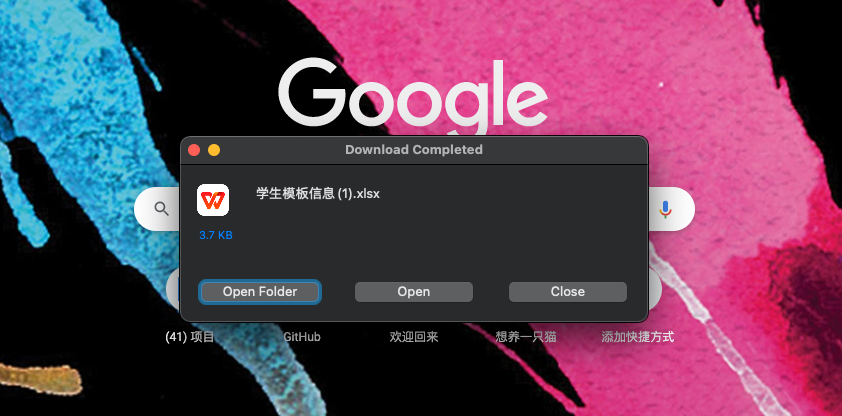 Google
Download Completed
学生模板信息 (1).xlsx
3.7 KB
Open Folder
Open
Close
(41) 项目
GitHub
欢迎回来
想养一只猫
添加快捷方式